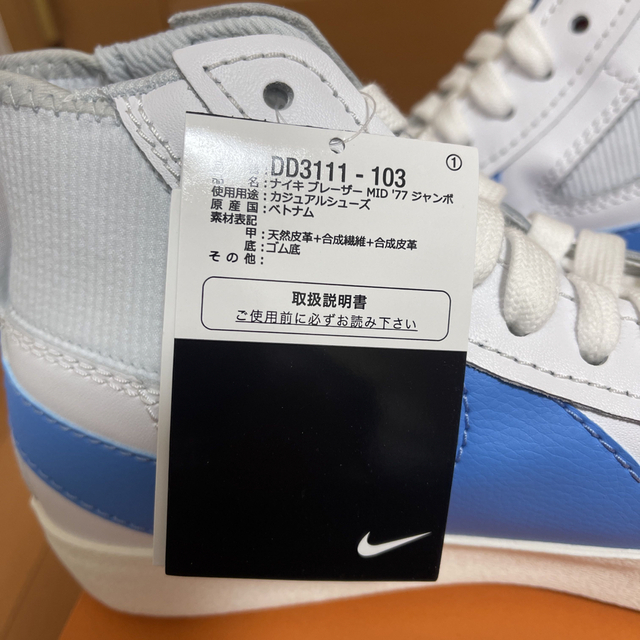 DD3111 - 103
①
名 : ナイキ ブレーザー MID '77 ジャンボ
使用用途 : カジュアルシューズ
原 産 国 : ベトナム
素材表記
甲 : 天然皮革+合成繊維+合成皮革
底 : ゴム底
そ の 他 :
取扱説明書
ご使用前に必ずお読み下さい